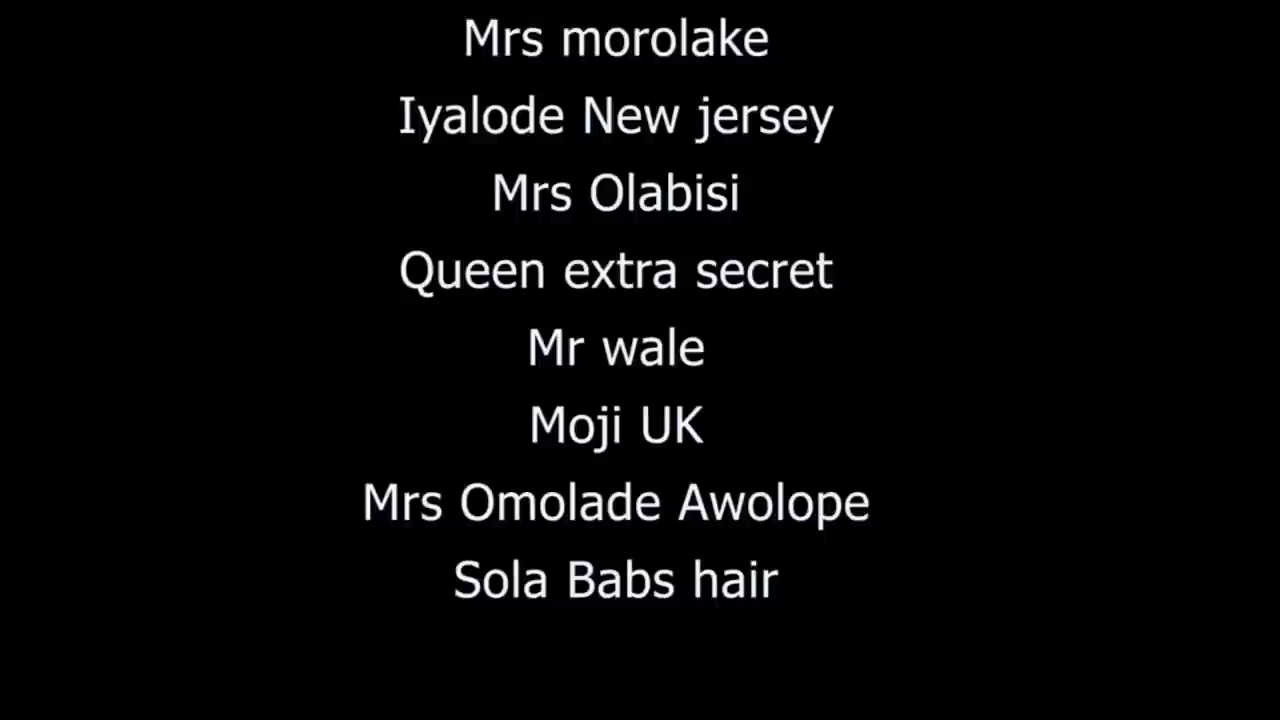 Mrs morolake
Iyalode New jersey
Mrs Olabisi
Queen extra secret
Mr wale
Moji UK
Mrs Omolade Awolope
Sola Babs hair